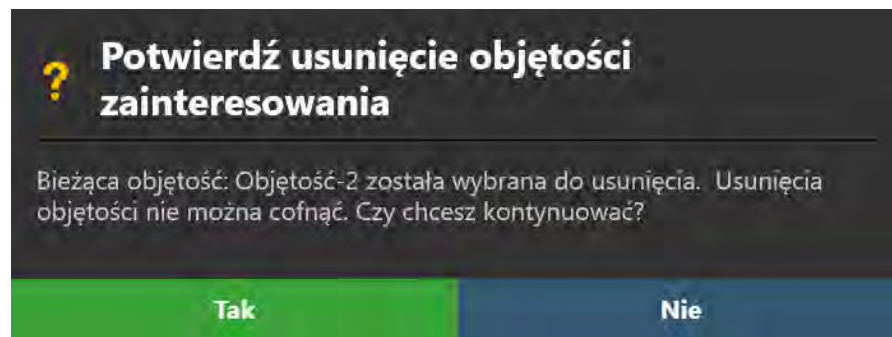 ?
Potwierdź usunięcie objętości
zainteresowania
Bieżąca objętość: Objętość-2 została wybrana do usunięcia.  Usunięcia
objętości nie można cofnąć. Czy chcesz kontynuować?
Tak
Nie